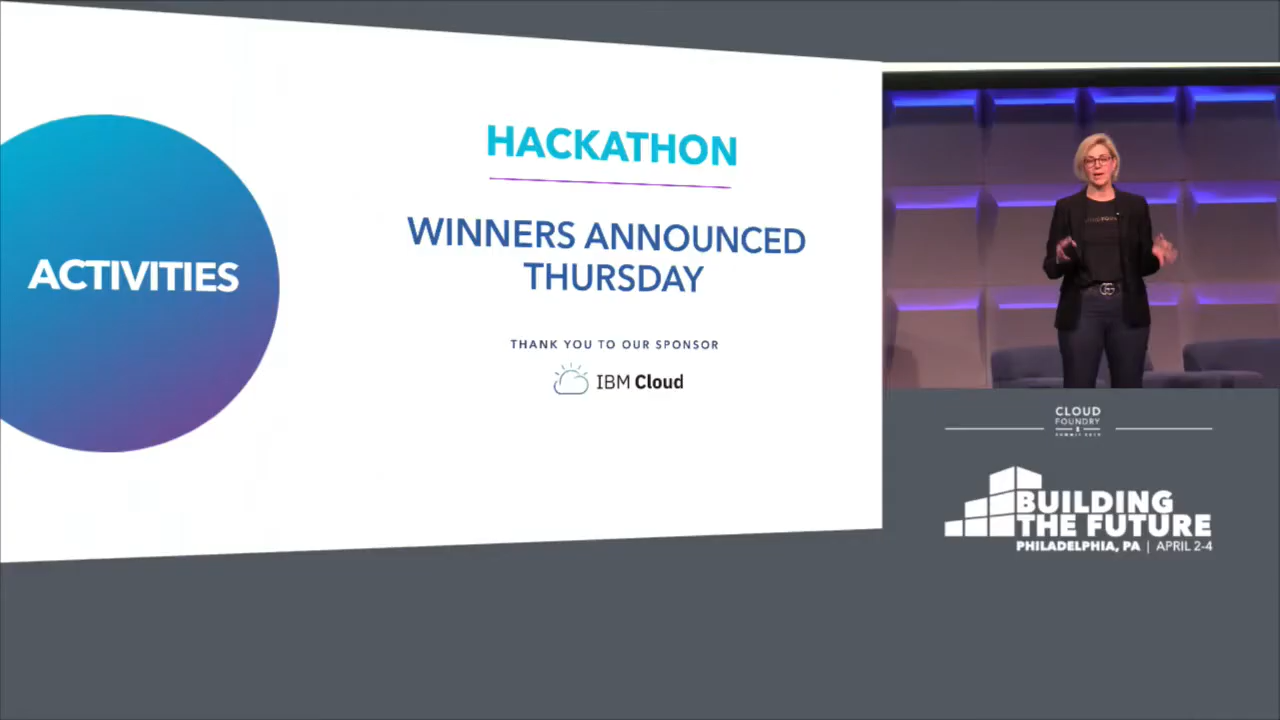 ACTIVITIES
HACKATHON
WINNERS ANNOUNCED
THURSDAY
THANK YOU TO OUR SPONSOR
IBM Cloud
CLOUD
FOUNDRY
BUILDING
THE FUTURE
PHILADELPHIA, PA | APRIL 2-4